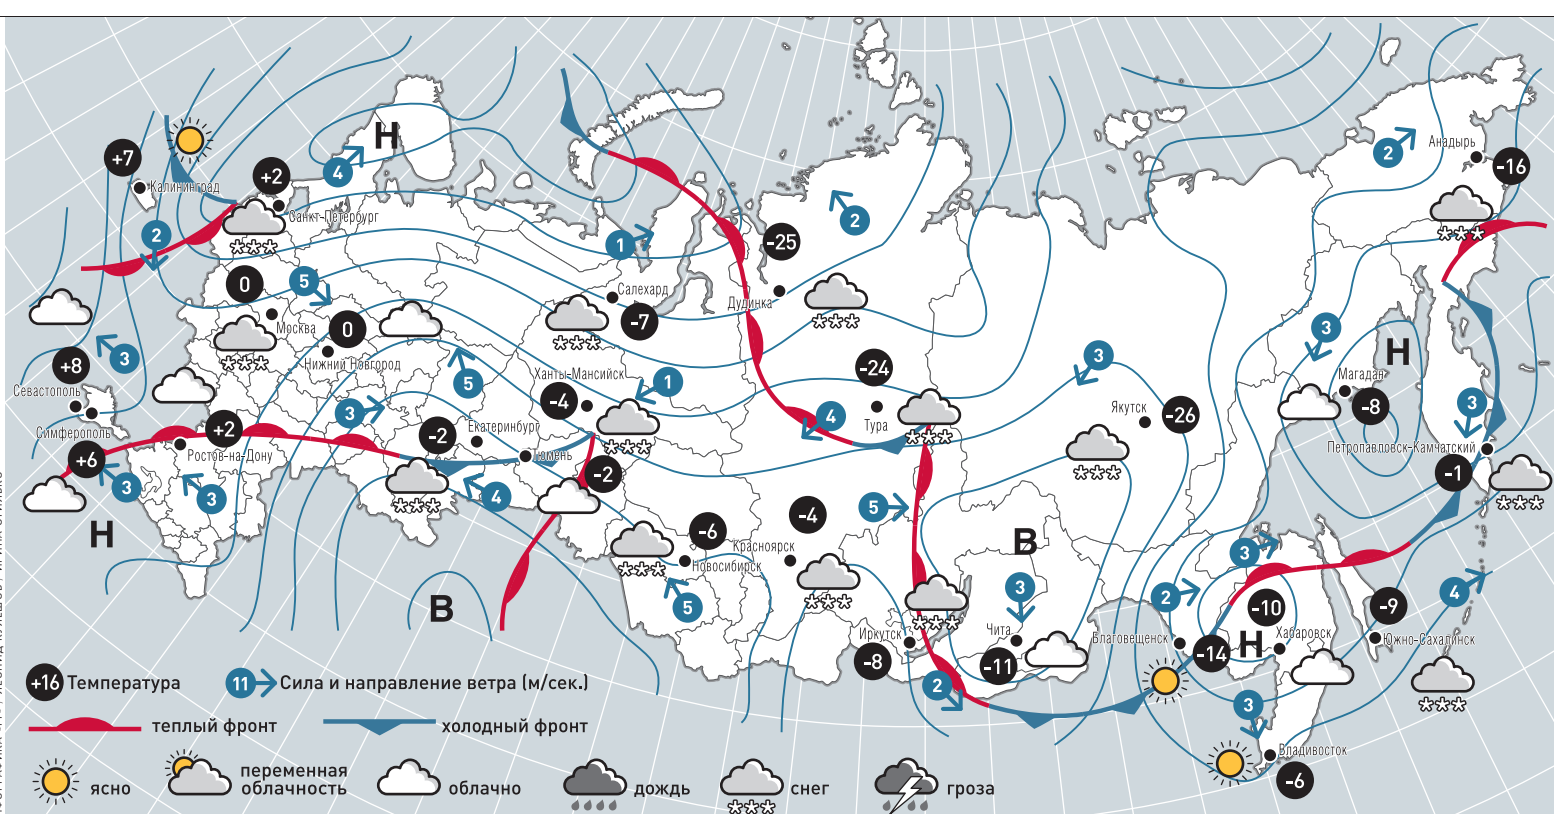 Н
+7
Калининград
+2
Санкт-Петербург
4
2
1
2
2
Анадырь
-16
-25
Дудинка
0
Москва
5
0
Нижний Новгород
Салехард
-7
3
+8
Севастополь
Симферополь
+6
3
+2
Ростов-на-Дону
3
Н
5
3
-2
Екатеринбург
Тюмень
-2
4
Ханты-Мансийск
-4
1
-24
Тура
4
3
Якутск
-26
3
Н
Магадан
-8
3
Петропавловск-Камчатский
-1
5
-4
Красноярск
-6
Новосибирск
5
В
В
3
Чита
-11
Иркутск
-8
2
3
2
-10
Благовещенск
-14
Н
Хабаровск
-9
Южно-Сахалинск
4
3
Владивосток
-6
+16 Температура
11 Сила и направление ветра (м/сек.)
теплый фронт
холодный фронт
ясно
переменная
облачность
облачно
дождь
снег
гроза